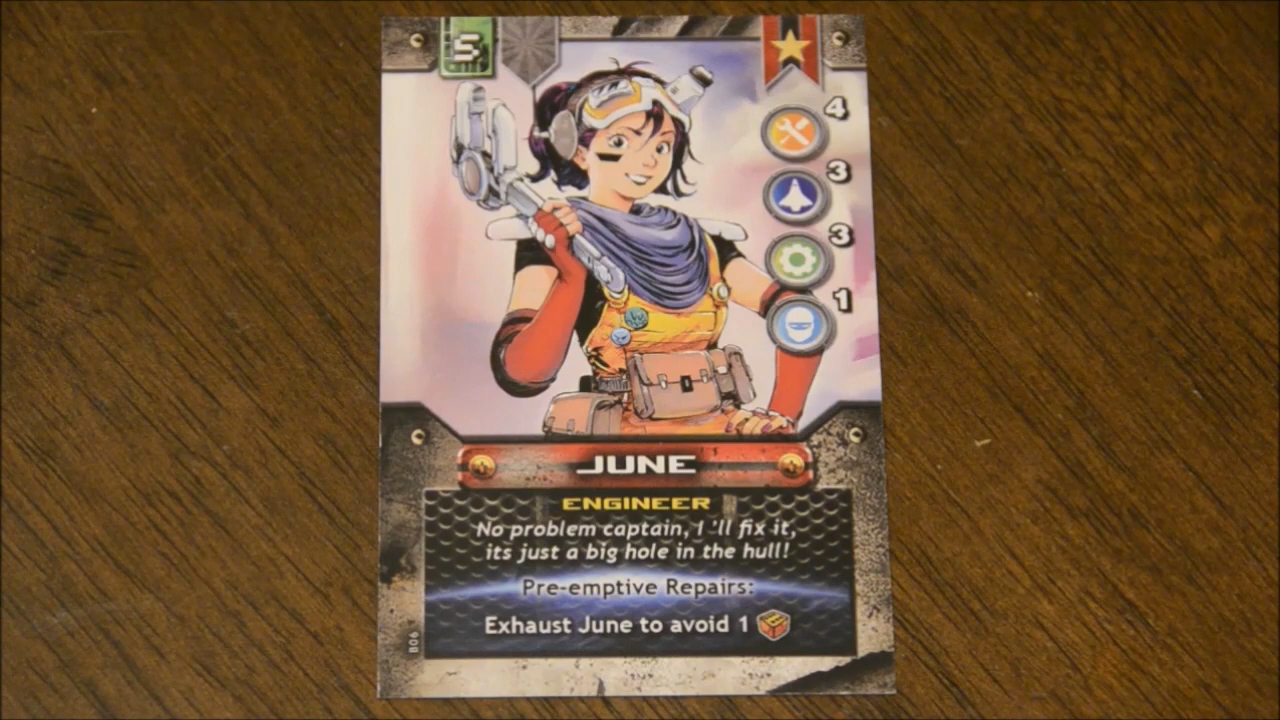 5
4
3
3
1
JUNE
ENGINEER
No problem captain, I 'll fix it,
its just a big hole in the hull!
Pre-emptive Repairs:
Exhaust June to avoid 1
B06